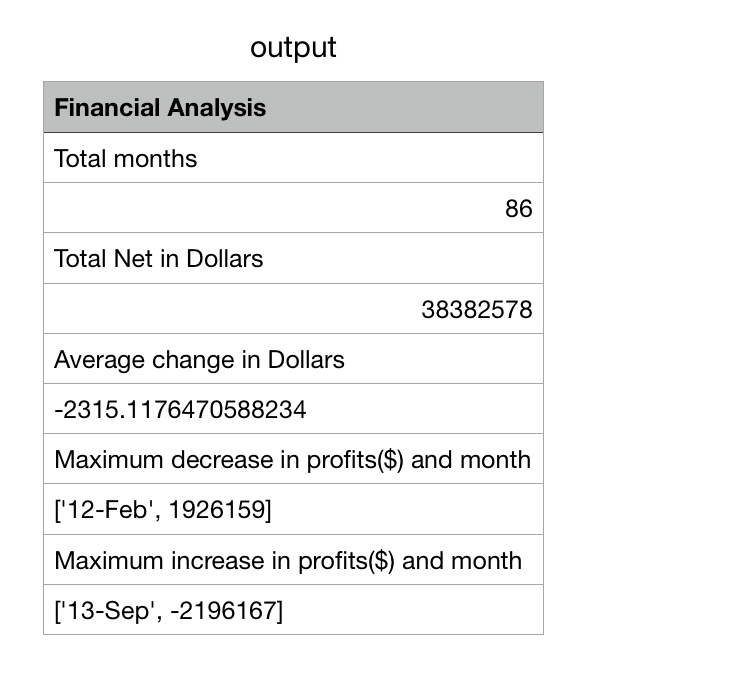 output
Financial Analysis
Total months
86
Total Net in Dollars
38382578
Average change in Dollars
-2315.1176470588234
Maximum decrease in profits($) and month
['12-Feb', 1926159]
Maximum increase in profits($) and month
['13-Sep', -2196167]